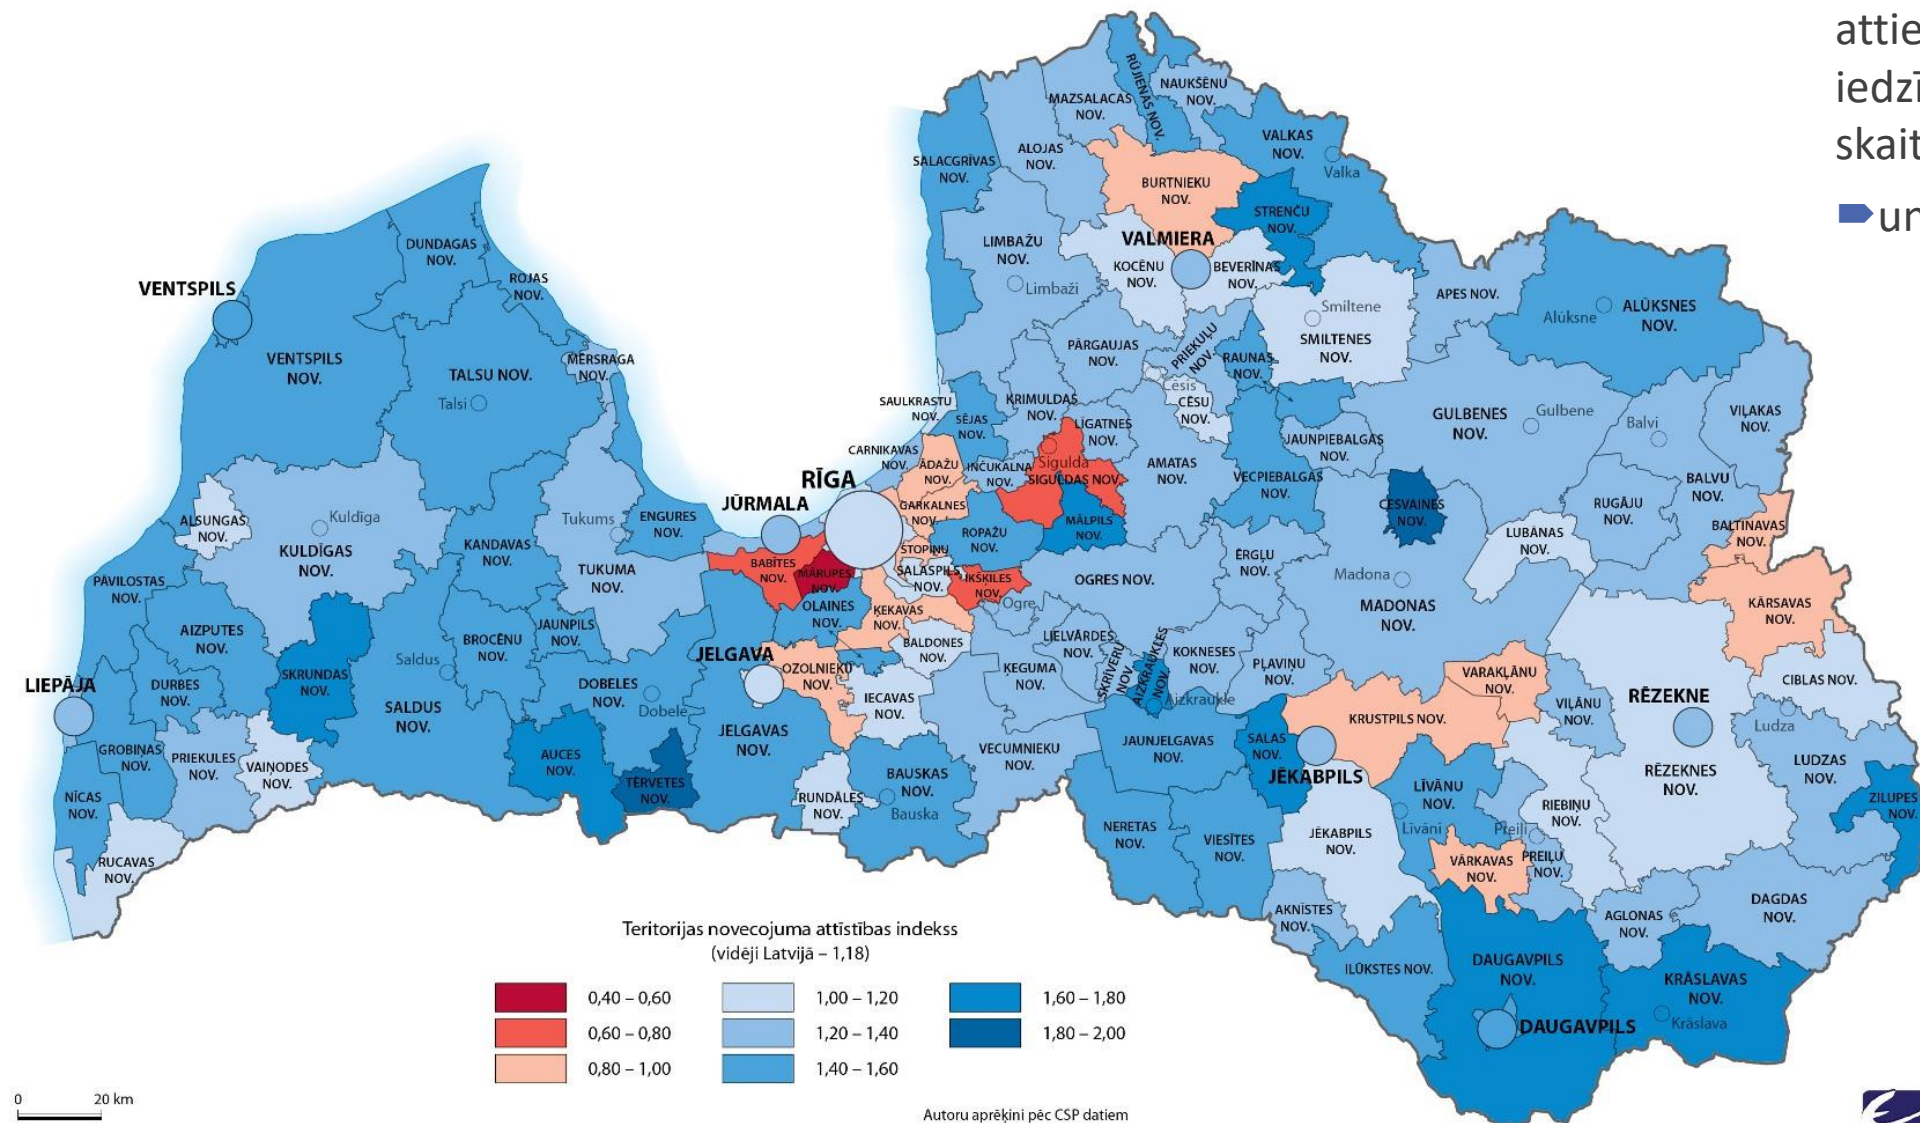 attie
iedzī
skait
un
RŪJIENAS NOV.
NAUKŠĒNU
NOV.
MAZSALACAS
NOV.
VALKAS
NOV.
Valka
ALOJAS
NOV.
SALACGRĪVAS
NOV.
BURTNIEKU
NOV.
STRENČU
NOV.
VALMIERA
LIMBAŽU
NOV.
Limbaži
KOCĒNU
NOV.
BEVERĪNAS
NOV.
DUNDAGAS
NOV.
ROJAS
NOV.
VENTSPILS
VENTSPILS
NOV.
TALSU NOV.
Talsi
MĒRSRAGA
NOV.
APES NOV.
Alūksne
ALŪKSNES
NOV.
Smiltene
SMILTENES
NOV.
PĀRGAUJAS
NOV.
PRIEKUĻU
NOV.
RAUNAS
NOV.
Cēsis
CĒSU
NOV.
SAULKRASTU
NOV.
SĒJAS
NOV.
KRIMULDAS
NOV.
LĪGATNES
NOV.
GULBENES
NOV.
Gulbene
Balvi
VIĻAKAS
NOV.
JAUNPIEBALGAS
NOV.
CARNIKAVAS
NOV.
ĀDAŽU
NOV.
INČUKALNA
NOV.
Sigulda
SIGULDAS NOV.
AMATAS
NOV.
VECPIEBALGAS
NOV.
BALVU
NOV.
RĪGA
JŪRMALA
GARKALNES
NOV.
MĀLPILS
NOV.
CESVAINES
NOV.
RUGĀJU
NOV.
BALTINAVAS
NOV.
LUBĀNAS
NOV.
ALSUNGAS
NOV.
Kuldīga
KULDĪGAS
NOV.
Tukums
ENGURES
NOV.
KANDAVAS
NOV.
TUKUMA
NOV.
ROPAŽU
NOV.
STOPIŅU
NOV.
SALASPILS
NOV.
BABĪTES
NOV.
MĀRUPES
NOV.
IKŠĶILES
NOV.
Ogre
OGRES NOV.
ĒRGĻU
NOV.
Madona
MADONAS
NOV.
KĀRSAVAS
NOV.
PĀVILOSTAS
NOV.
OLAINES
NOV.
ĶEKAVAS
NOV.
AIZPUTES
NOV.
BROCĒNU
NOV.
JAUNPILS
NOV.
BALDONES
NOV.
LIELVĀRDES
NOV.
SKRĪVERU
NOV.
AIZKRAUKLES
NOV.
Aizkraukle
KOKNESES
NOV.
PĻAVIŅU
NOV.
VARAKĻĀNU
NOV.
CIBLAS NOV.
LIEPĀJA
DURBES
NOV.
SKRUNDAS
NOV.
Saldus
SALDUS
NOV.
DOBELES
NOV.
Dobele
JELGAVA
OZOLNIEKU
NOV.
IECAVAS
NOV.
ĶEGUMA
NOV.
KRUSTPILS NOV.
VIĻĀNU
NOV.
RĒZEKNE
Ludza
JELGAVAS
NOV.
GROBIŅAS
NOV.
PRIEKULES
NOV.
VAIŅODES
NOV.
AUCES
NOV.
TĒRVETES
NOV.
VECUMNIEKU
NOV.
JAUNJELGAVAS
NOV.
SALAS
NOV.
JĒKABPILS
RĒZEKNES
NOV.
LUDZAS
NOV.
NĪCAS
NOV.
RUNDĀLES
NOV.
BAUSKAS
NOV.
Bauska
LĪVĀNU
NOV.
Līvāni
RIEBIŅU
NOV.
ZILUPES
NOV.
NERETAS
NOV.
VIESĪTES
NOV.
JĒKABPILS
NOV.
Preiļi
PREIĻU
NOV.
VĀRKAVAS
NOV.
RUCAVAS
NOV.
AKNĪSTES
NOV.
AGLONAS
NOV.
DAGDAS
NOV.
ILŪKSTES NOV.
DAUGAVPILS
NOV.
KRĀSLAVAS
NOV.
Krāslava
DAUGAVPILS
Teritorijas novecojuma attīstības indekss
(vidēji Latvijā – 1,18)
0,40 – 0,60
0,60 – 0,80
0,80 – 1,00
1,00 – 1,20
1,20 – 1,40
1,40 – 1,60
1,60 – 1,80
1,80 – 2,00
0 20 km
Autoru aprēķini pēc CSP datiem